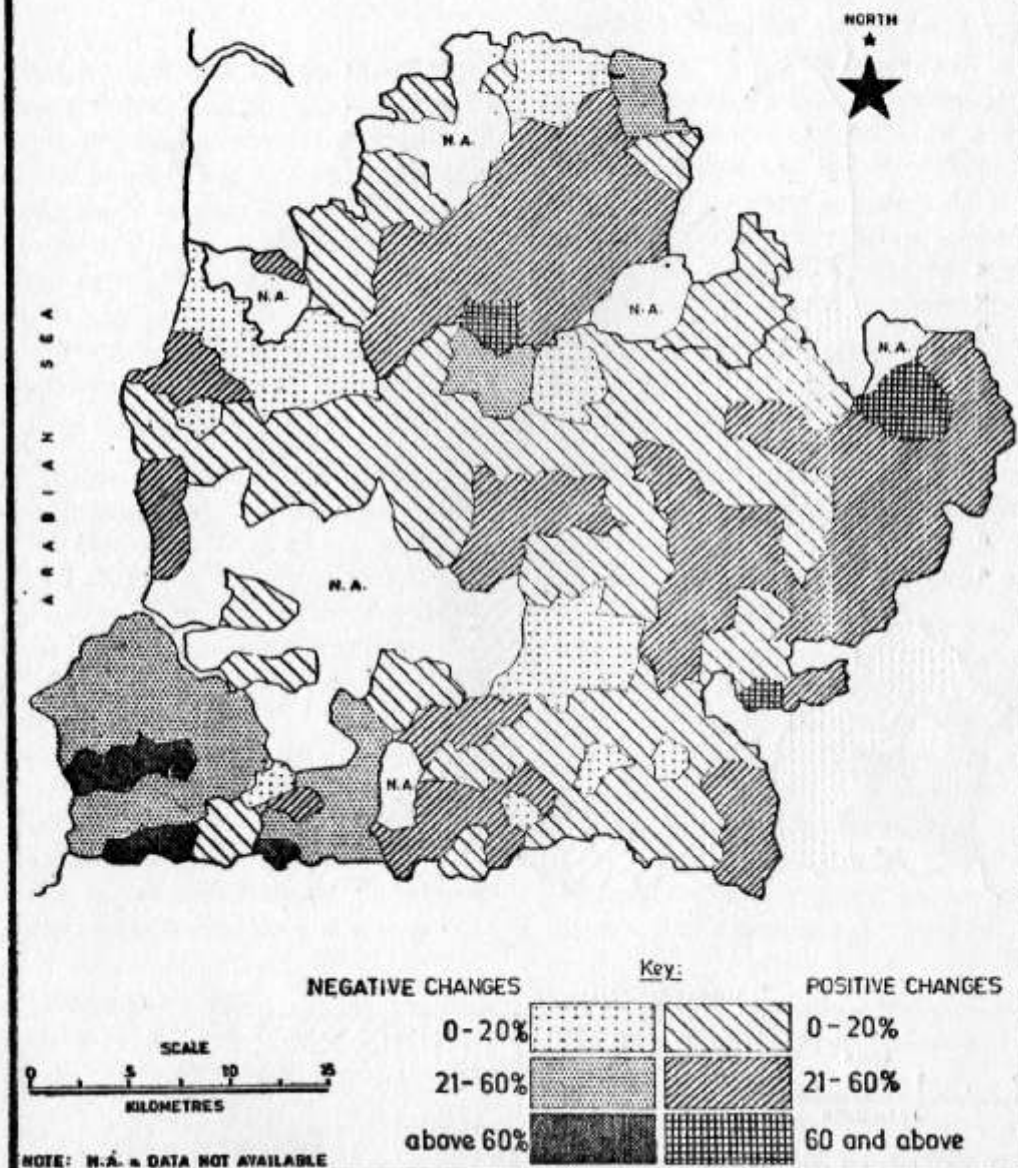 NORTH
N.A.
N.A.
N.A.
N.A.
ARABIAN SEA
N.A.
N.A
Key:
NEGATIVE CHANGES
POSITIVE CHANGES
0-20%
0-20%
21-60%
21-60%
above 60%
60 and above
SCALE
0 5 10 15
KILOMETRES
NOTE: N.A. = DATA NOT AVAILABLE